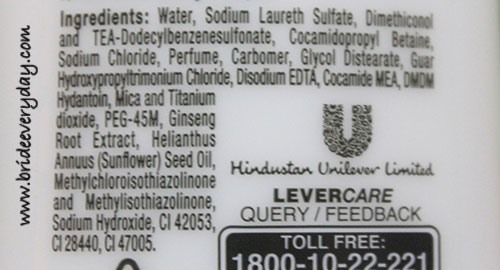 Ingredients: Water, Sodium Laureth Sulfate, Dimethiconol
and TEA-Dodecylbenzenesulfonate, Cocamidopropyl Betaine,
Sodium Chloride, Perfume, Carbomer, Glycol Distearate, Guar
Hydroxypropyltrimonium Chloride, Disodium EDTA, Cocamide MEA, DMDM
Hydantoin, Mica and Titanium
dioxide, PEG-45M, Ginseng
Root Extract, Helianthus
Annuus (Sunflower) Seed Oil,
Methylchloroisothiazolinone
and Methylisothiazolinone,
Sodium Hydroxide, CI 42053,
CI 28440, CI 47005.
Hindustan Unilever Limited
LEVERCARE
QUERY / FEEDBACK
TOLL FREE:
1800-10-22-221
www.brideeveryday.com